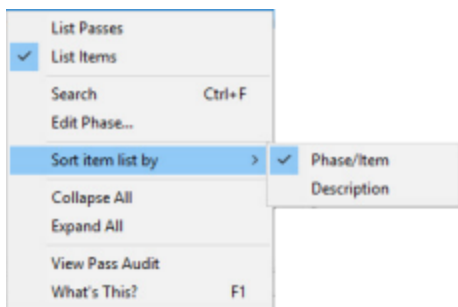 List Passes
List Items
Search Ctrl+F
Edit Phase...
Sort item list by
Phase/Item
Description
Collapse All
Expand All
View Pass Audit
What's This? F1